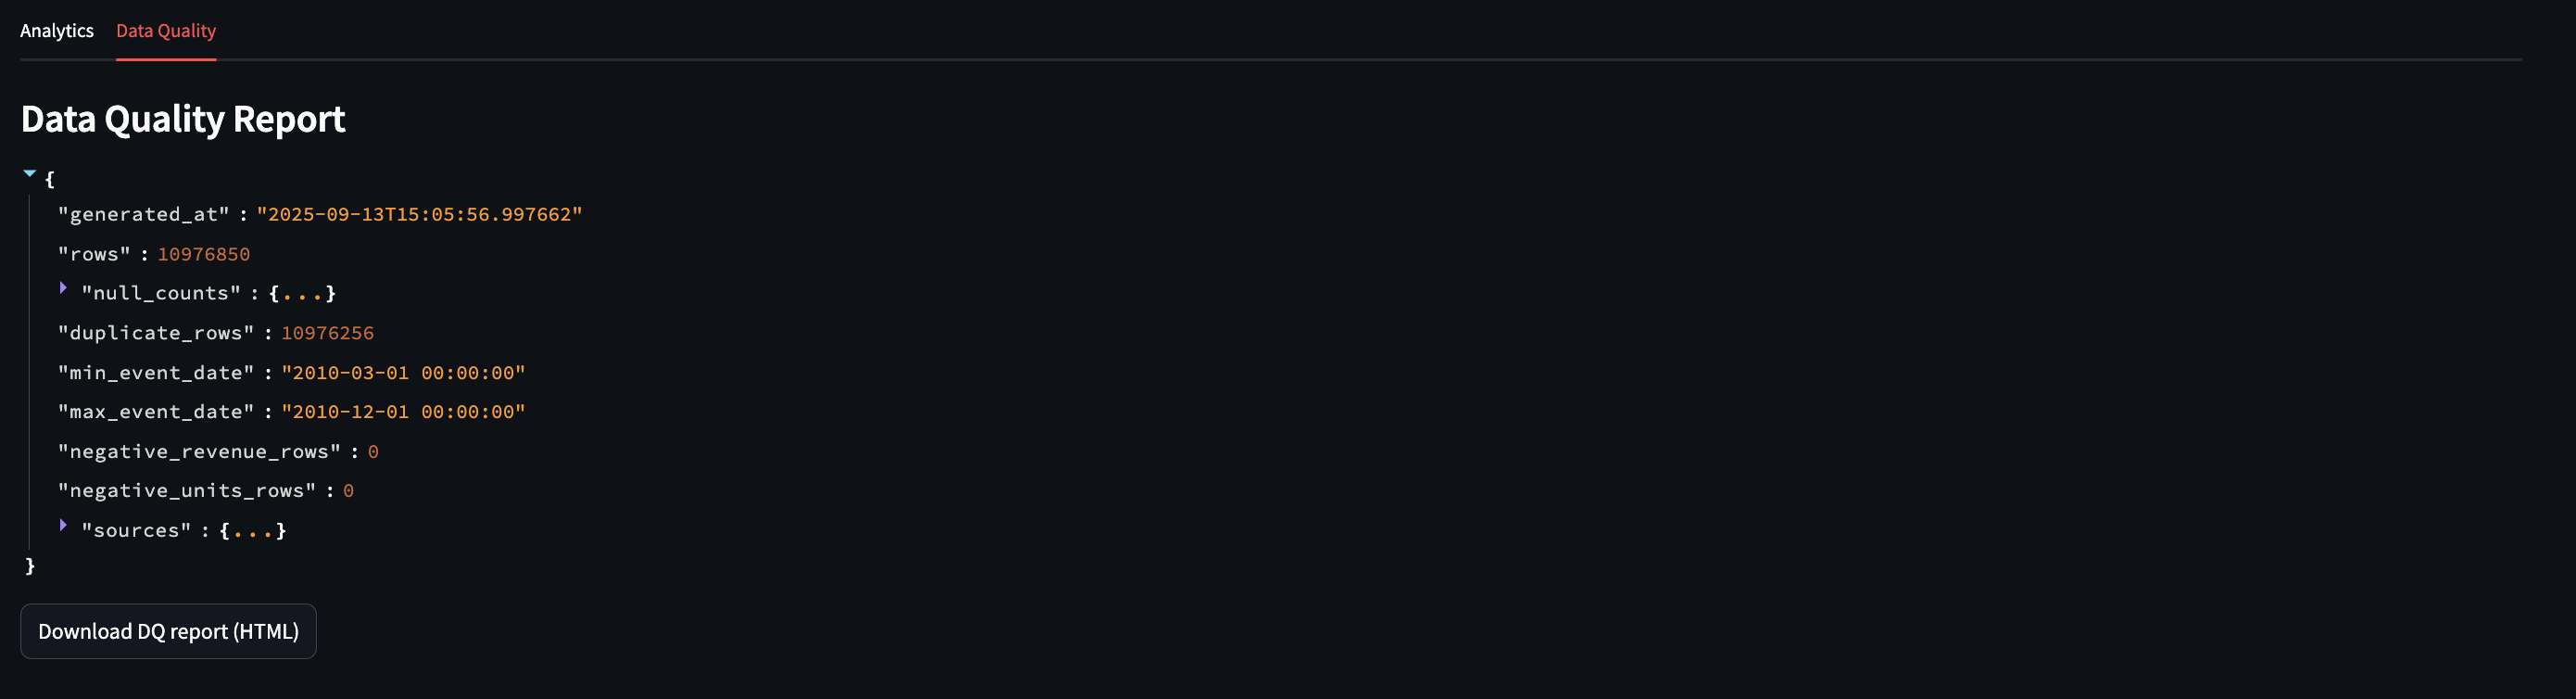 Analytics Data Quality
Data Quality Report
{
"generated_at" : "2025-09-13T15:05:56.997662"
"rows" : 10976850
"null_counts" : {...}
"duplicate_rows" : 10976256
"min_event_date" : "2010-03-01 00:00:00"
"max_event_date" : "2010-12-01 00:00:00"
"negative_revenue_rows" : 0
"negative_units_rows" : 0
"sources" : {...}
}
Download DQ report (HTML)